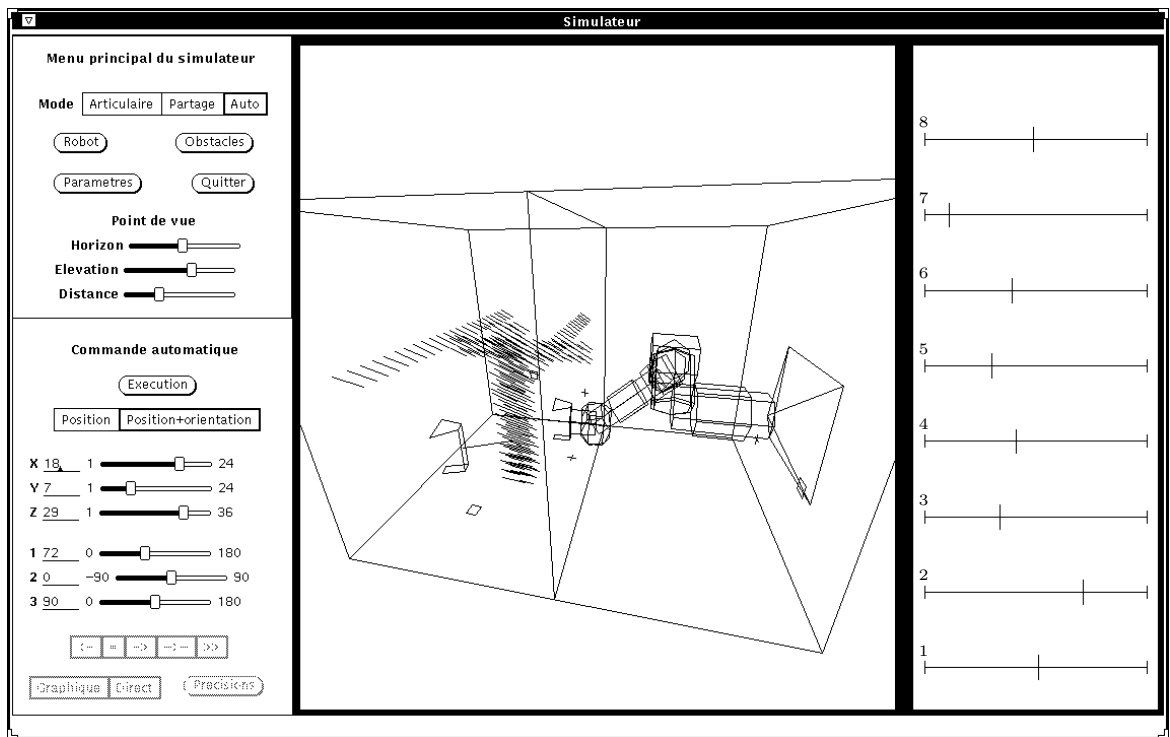 Simulateur
Menu principal du simulateur
Mode Articulaire Partage Auto
Robot Obstacles
Parametres Quitter
Point de vue
Horizon
Elevation
Distance
Commande automatique
Execution
Position Position+orientation
X 18 1 24
Y 7 1 24
Z 29 1 36
1 72 0 180
2 0 -90 90
3 90 0 180
<- = -> ->- >>
Graphique Direct Precisions
8
7
6
5
4
3
2
1